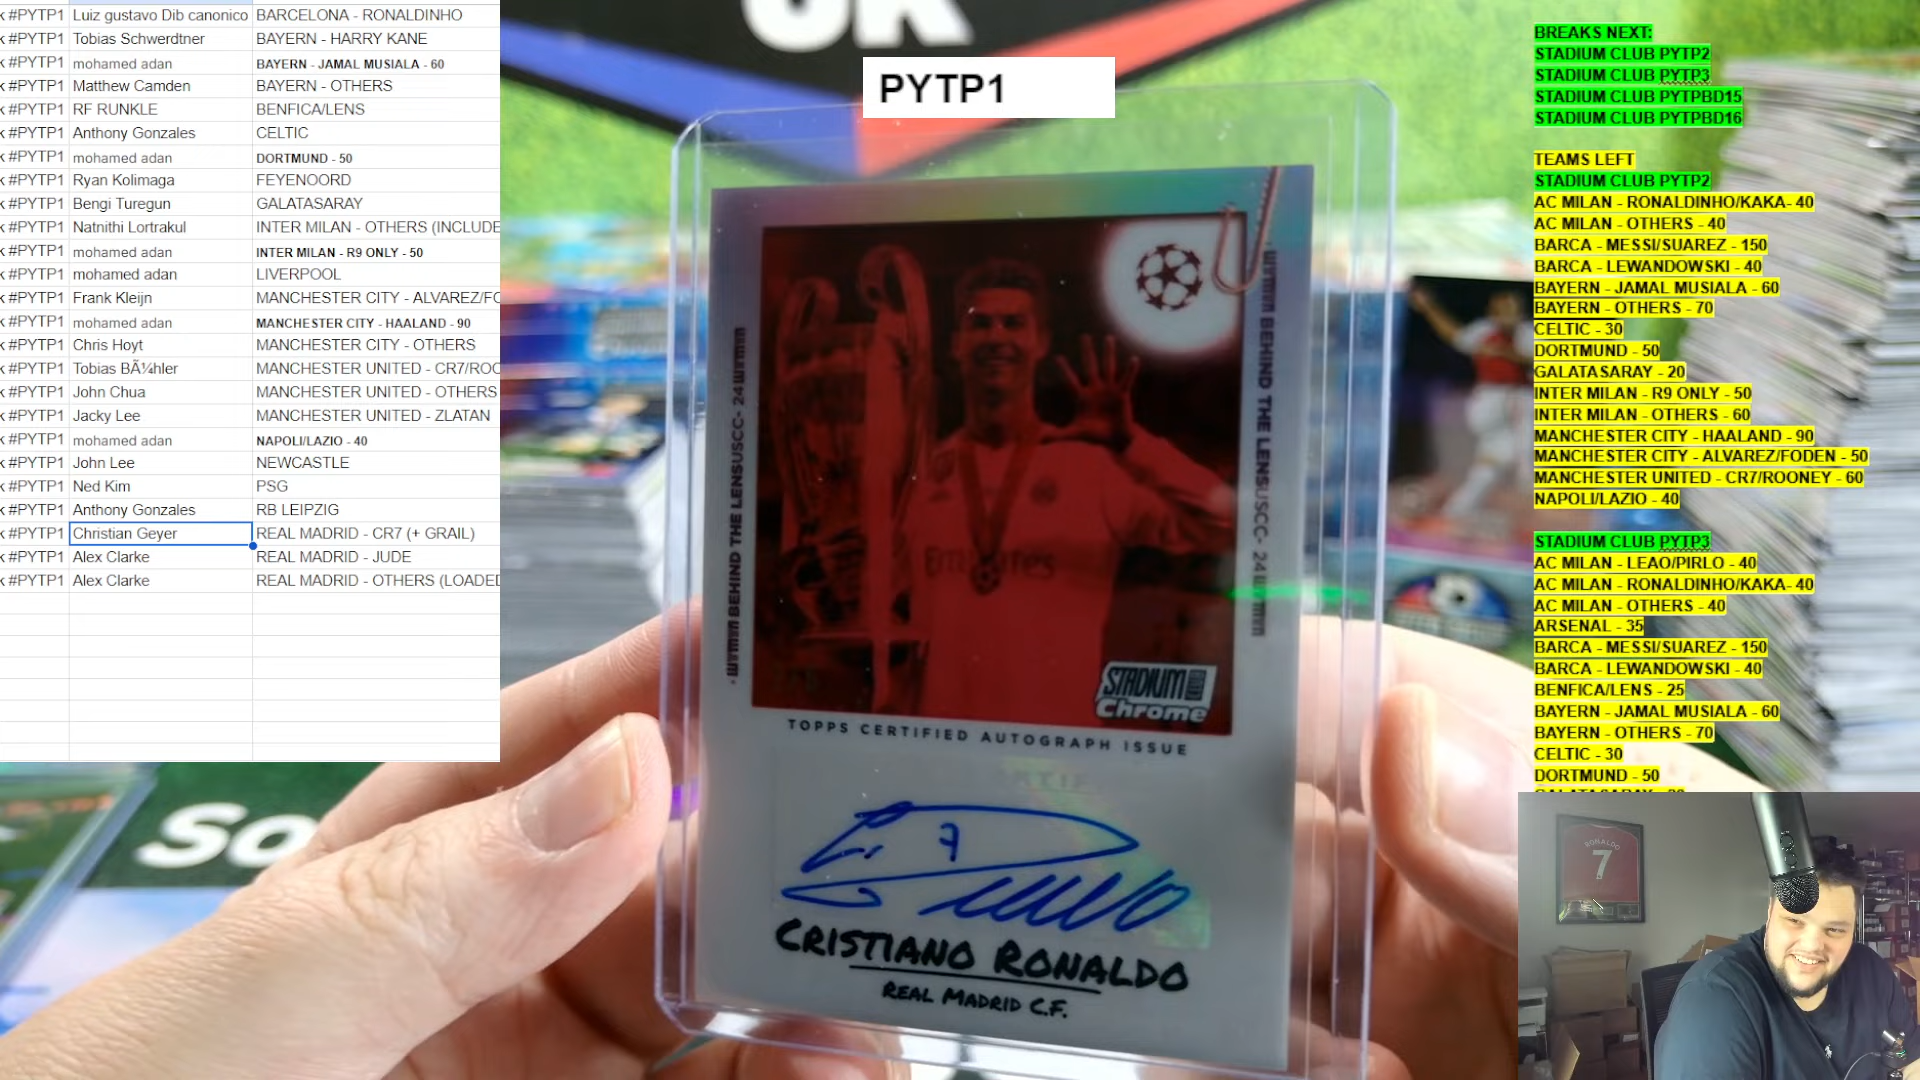 #PYTP1 Luiz gustavo Dib canonico BARCELONA - RONALDINHO
#PYTP1 Tobias Schwerdtner BAYERN - HARRY KANE
#PYTP1 mohamed adan BAYERN - JAMAL MUSIALA - 60
#PYTP1 Matthew Camden BAYERN - OTHERS
#PYTP1 RF RUNKLE BENFICA/LENS
#PYTP1 Anthony Gonzales CELTIC
#PYTP1 mohamed adan DORTMUND - 50
#PYTP1 Ryan Kolimaga FEYENOORD
#PYTP1 Bengi Turegun GALATASARAY
#PYTP1 Natnithi Lortrakul INTER MILAN - OTHERS (INCLUDE
#PYTP1 mohamed adan INTER MILAN - R9 ONLY - 50
#PYTP1 mohamed adan LIVERPOOL
#PYTP1 Frank Kleijn MANCHESTER CITY - ALVAREZ/FO
#PYTP1 mohamed adan MANCHESTER CITY - HAALAND - 90
#PYTP1 Chris Hoyt MANCHESTER CITY - OTHERS
#PYTP1 Tobias BÃ¼hler MANCHESTER UNITED - CR7/ROO
#PYTP1 John Chua MANCHESTER UNITED - OTHERS
#PYTP1 Jacky Lee MANCHESTER UNITED - ZLATAN
#PYTP1 mohamed adan NAPOLI/LAZIO - 40
#PYTP1 John Lee NEWCASTLE
#PYTP1 Ned Kim PSG
#PYTP1 Anthony Gonzales RB LEIPZIG
#PYTP1 Christian Geyer REAL MADRID - CR7 (+ GRAIL)
#PYTP1 Alex Clarke REAL MADRID - JUDE
#PYTP1 Alex Clarke REAL MADRID - OTHERS (LOADED
PYTP1
BEHIND THE LENS USCC- 24
BEHIND THE LENS USCC- 24
Emirates
STADIUM CLUB
Chrome
TOPPS CERTIFIED AUTOGRAPH ISSUE
7
CRISTIANO RONALDO
REAL MADRID C.F.
So
BREAKS NEXT:
STADIUM CLUB PYTP2
STADIUM CLUB PYTP3
STADIUM CLUB PYTPBD15
STADIUM CLUB PYTPBD16
TEAMS LEFT
STADIUM CLUB PYTP2
AC MILAN - RONALDINHO/KAKA- 40
AC MILAN - OTHERS - 40
BARCA - MESSI/SUAREZ - 150
BARCA - LEWANDOWSKI - 40
BAYERN - JAMAL MUSIALA - 60
BAYERN - OTHERS - 70
CELTIC - 30
DORTMUND - 50
GALATASARAY - 20
INTER MILAN - R9 ONLY - 50
INTER MILAN - OTHERS - 60
MANCHESTER CITY - HAALAND - 90
MANCHESTER CITY - ALVAREZ/FODEN - 50
MANCHESTER UNITED - CR7/ROONEY - 60
NAPOLI/LAZIO - 40
STADIUM CLUB PYTP3
AC MILAN - LEAO/PIRLO - 40
AC MILAN - RONALDINHO/KAKA- 40
AC MILAN - OTHERS - 40
ARSENAL - 35
BARCA - MESSI/SUAREZ - 150
BARCA - LEWANDOWSKI - 40
BENFICA/LENS - 25
BAYERN - JAMAL MUSIALA - 60
BAYERN - OTHERS - 70
CELTIC - 30
DORTMUND - 50
RONALDO
7